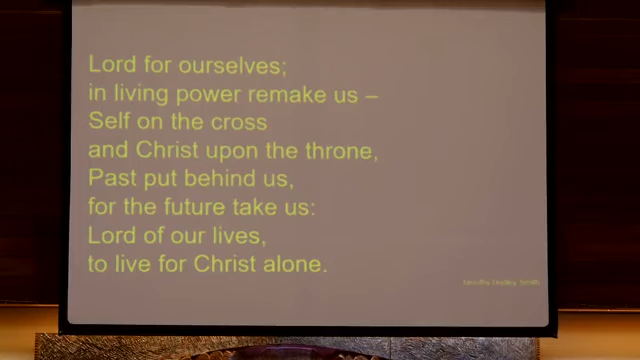 Lord for ourselves;
in living power remake us –
Self on the cross
and Christ upon the throne,
Past put behind us,
for the future take us:
Lord of our lives,
to live for Christ alone.